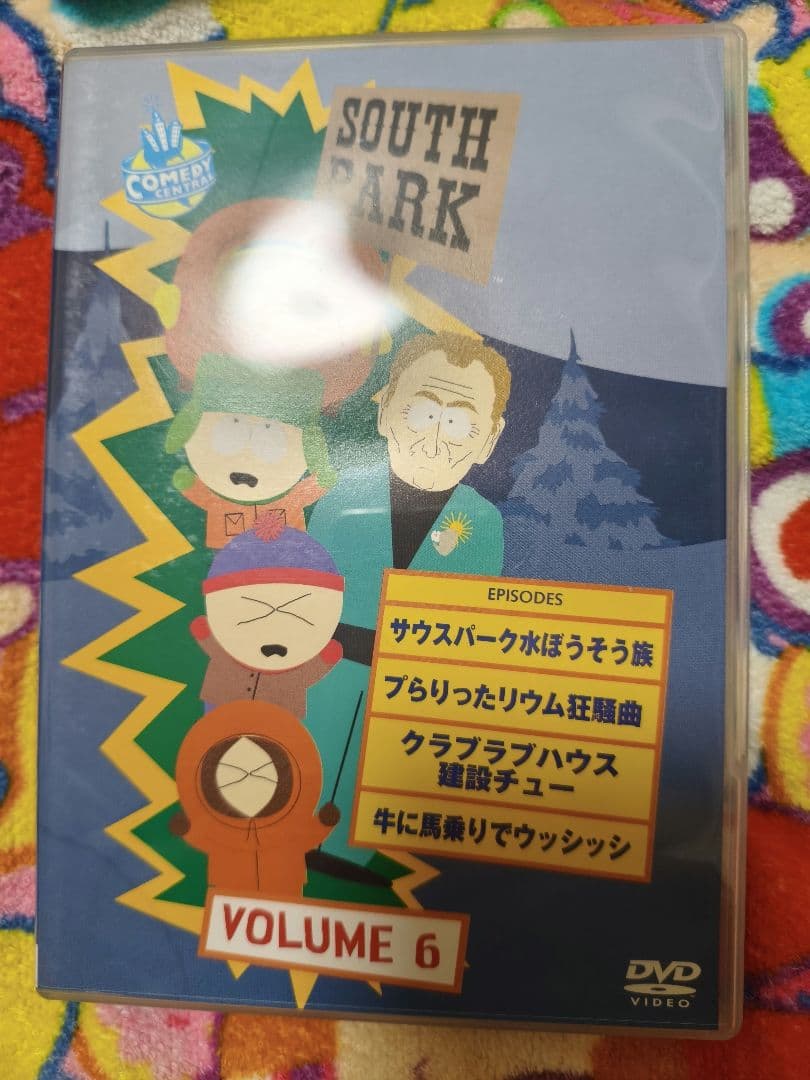 COMEDY
CENTRAL
SOUTH
PARK
EPISODES
サウスパーク水ぼうそう族
プらりったリウム狂騒曲
クラブラブハウス
建設チュー
牛に馬乗りでウッシッシ
VOLUME 6
DVD
VIDEO